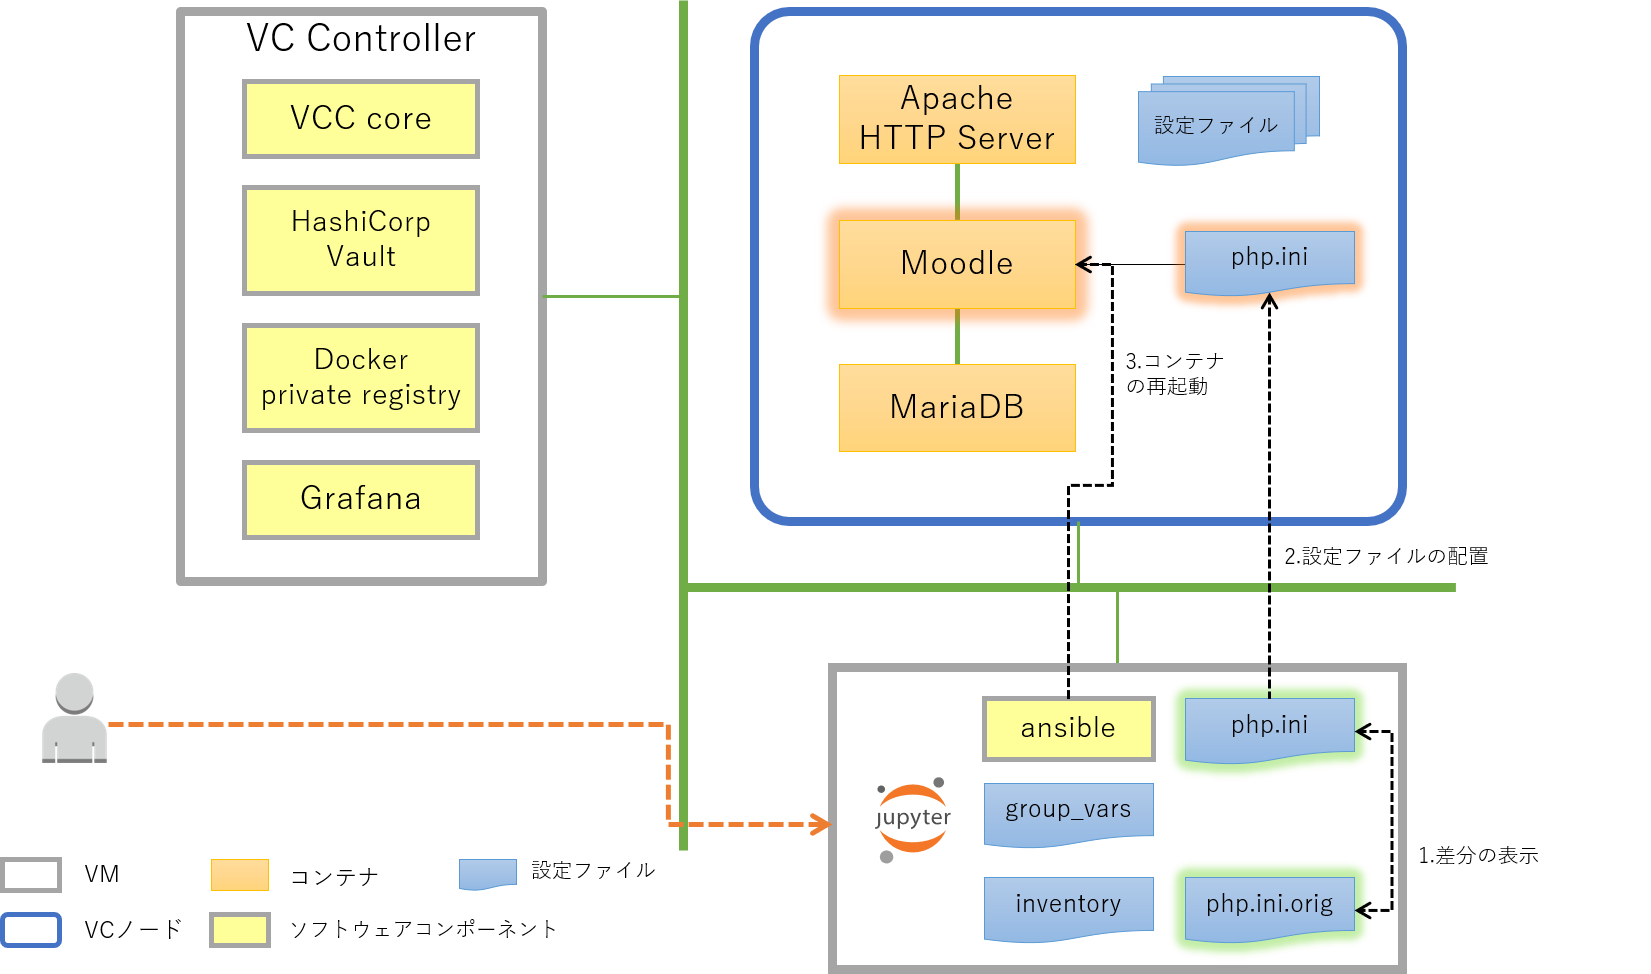 VC Controller
VCC core
HashiCorp
Vault
Docker
private registry
Grafana
Apache
HTTP Server
設定ファイル
Moodle
php.ini
3.コンテナ
の再起動
MariaDB
2.設定ファイルの配置
ansible
php.ini
jupyter
group_vars
1.差分の表示
inventory
php.ini.orig
VM
コンテナ
設定ファイル
VCノード
ソフトウェアコンポーネント